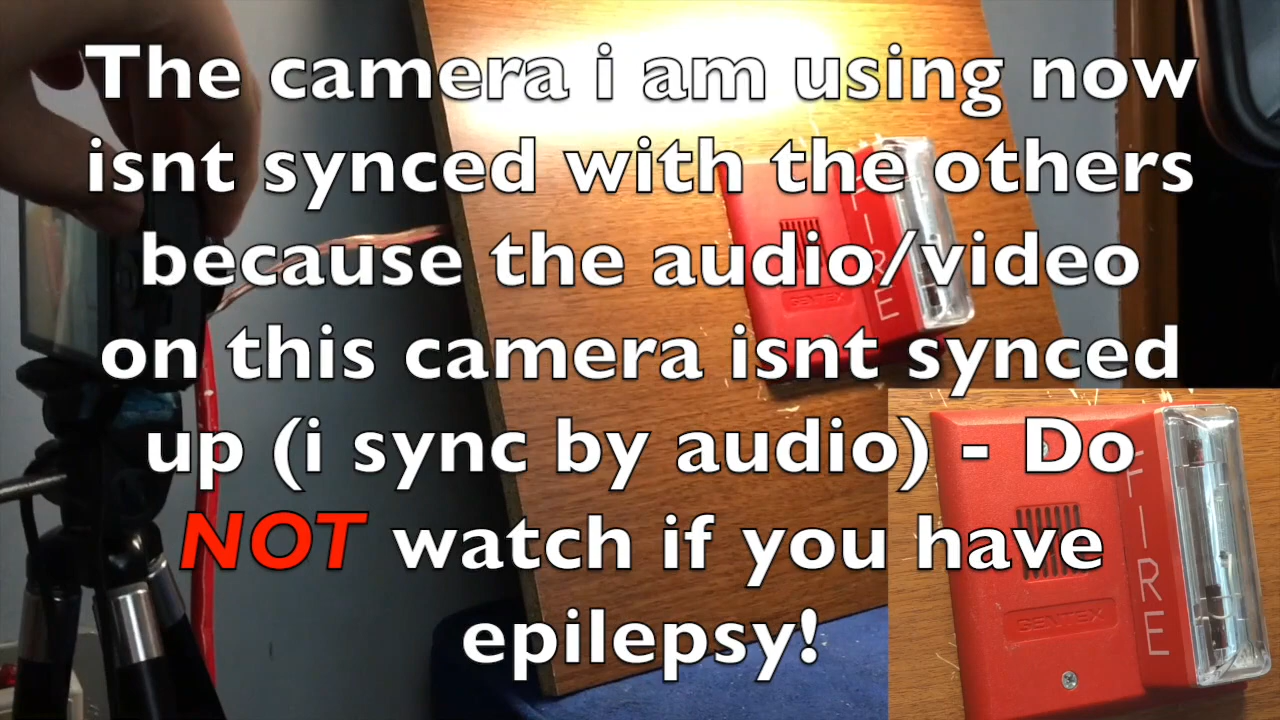 The camera i am using now
isnt synced with the others
because the audio/video
on this camera isnt synced
up (i sync by audio) - Do
NOT watch if you have
epilepsy!
FIRE
GENTEX
FIRE
GENTEX